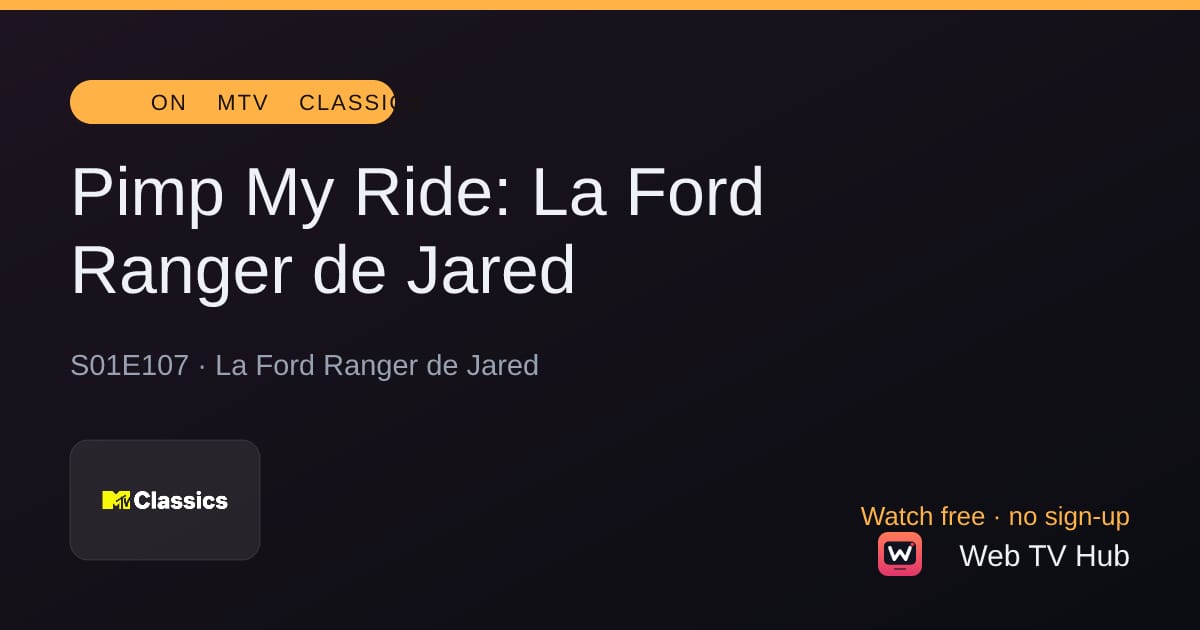 ON MTV CLASSIC
Pimp My Ride: La Ford
Ranger de Jared
S01E107 · La Ford Ranger de Jared
MTV Classics
Watch free · no sign-up
W Web TV Hub